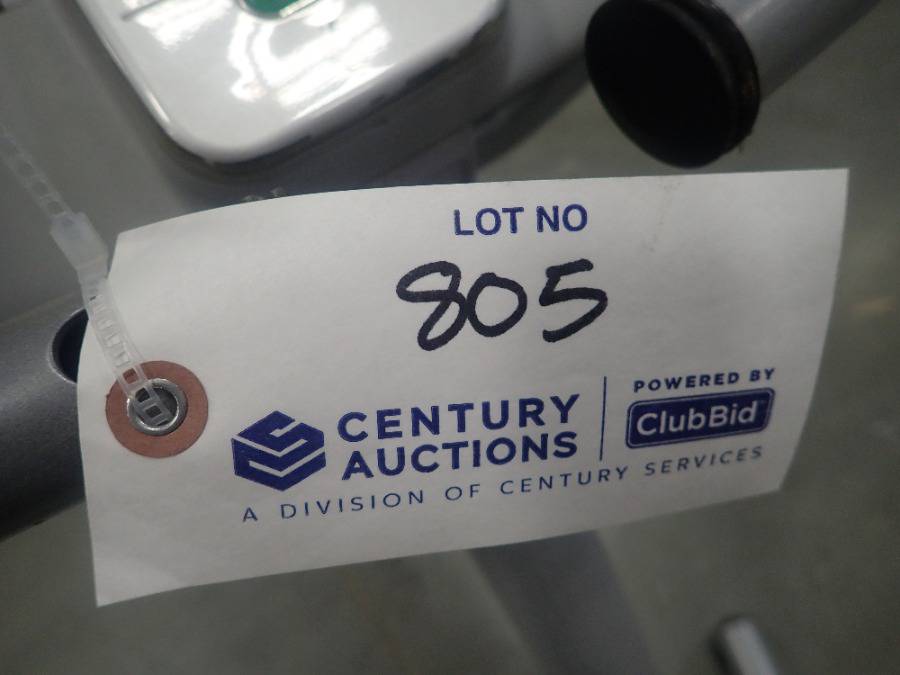 LOT NO
805
CENTURY
AUCTIONS
POWERED BY
ClubBid
A DIVISION OF CENTURY SERVICES